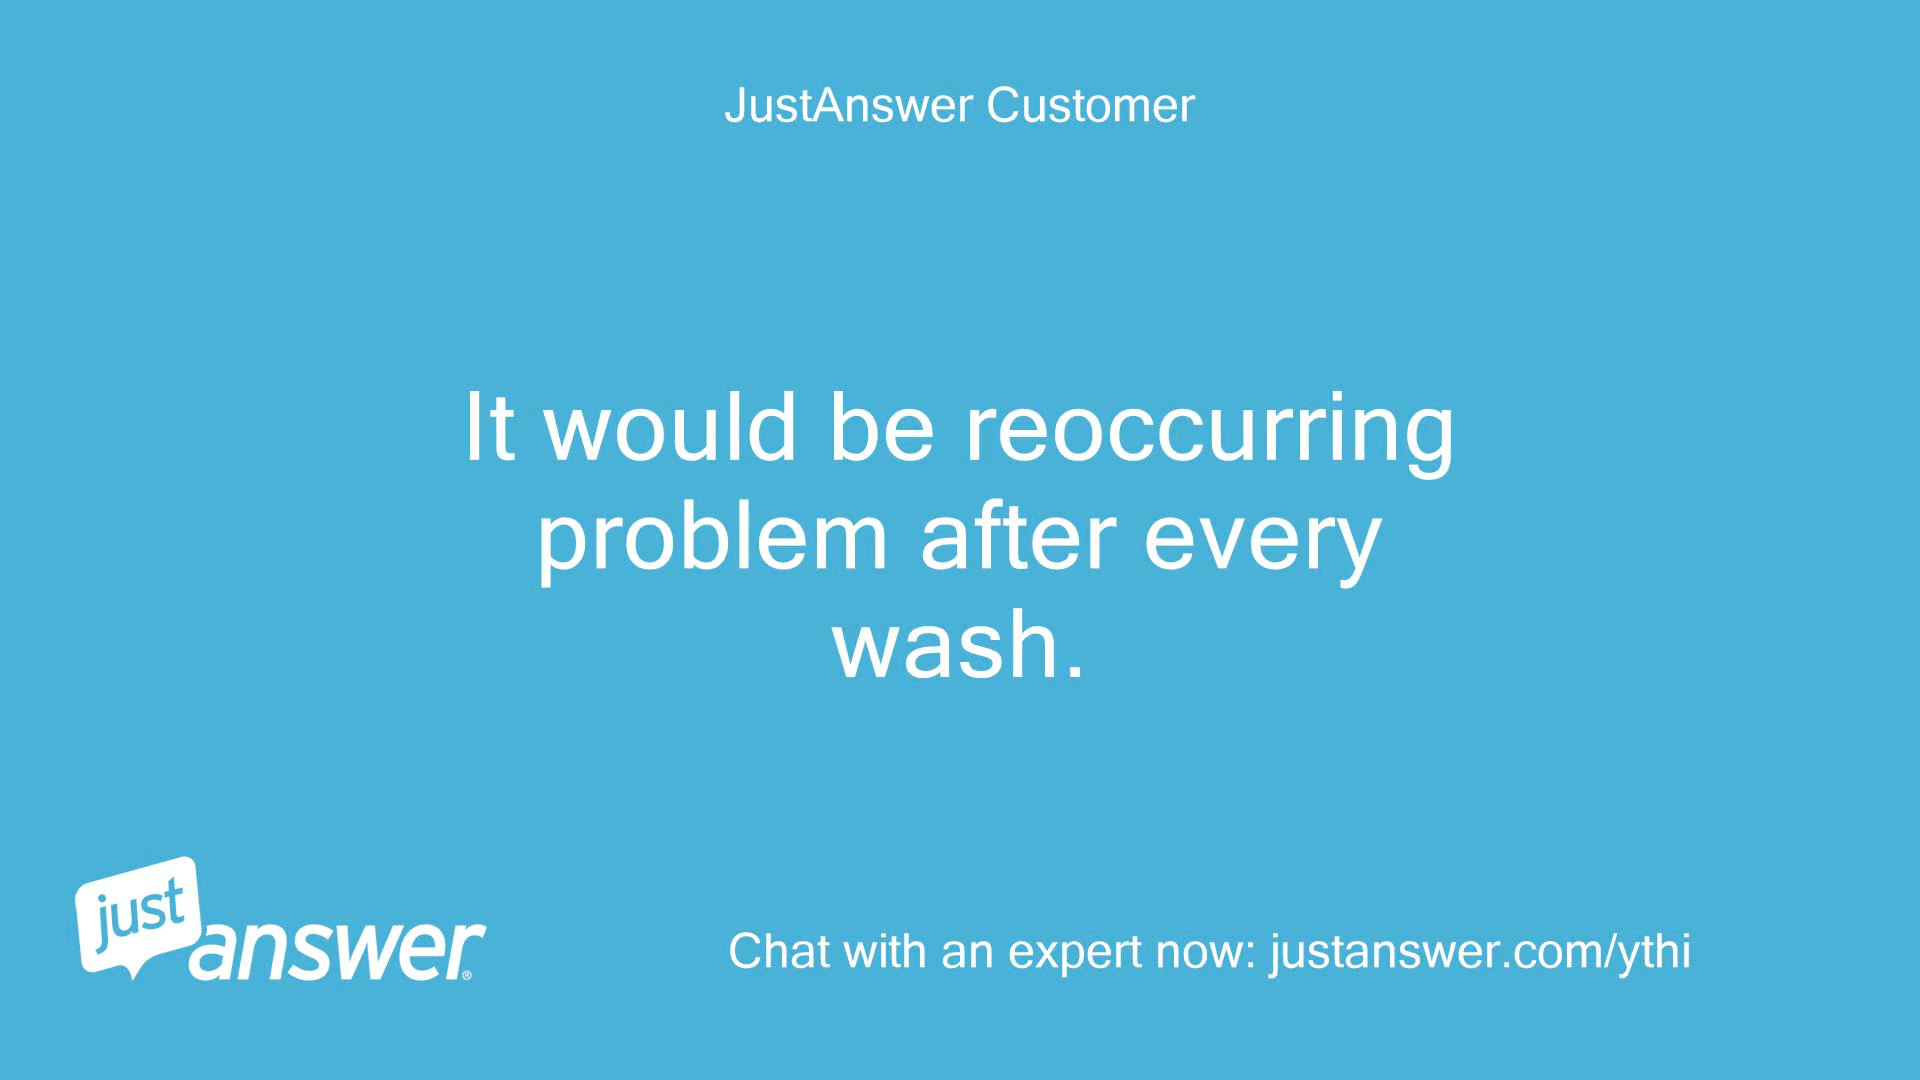 JustAnswer Customer
It would be reoccurring
problem after every
wash.
just
answer®
Chat with an expert now: justanswer.com/ythi